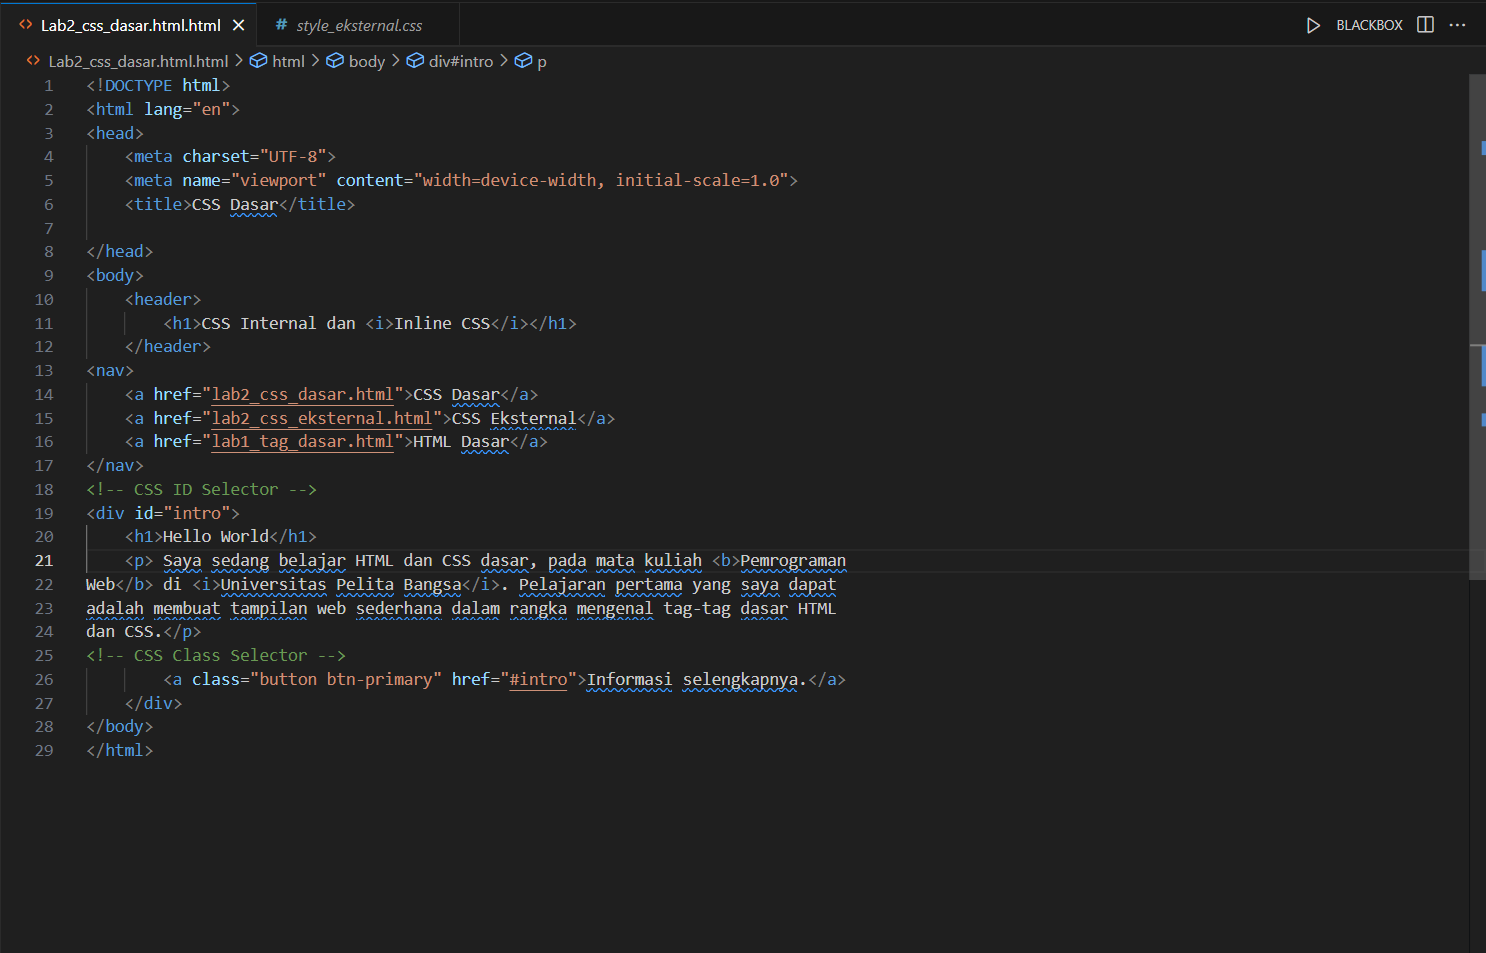 Lab2_css_dasar.html.html
# style_eksternal.css
BLACKBOX
Lab2_css_dasar.html.html > html > body > div#intro > p
1 <!DOCTYPE html>
2 <html lang="en">
3 <head>
4     <meta charset="UTF-8">
5     <meta name="viewport" content="width=device-width, initial-scale=1.0">
6     <title>CSS Dasar</title>
7
8 </head>
9 <body>
10     <header>
11         <h1>CSS Internal dan <i>Inline CSS</i></h1>
12     </header>
13 <nav>
14     <a href="lab2_css_dasar.html">CSS Dasar</a>
15     <a href="lab2_css_eksternal.html">CSS Eksternal</a>
16     <a href="lab1_tag_dasar.html">HTML Dasar</a>
17 </nav>
18 <!-- CSS ID Selector -->
19 <div id="intro">
20     <h1>Hello World</h1>
21     <p> Saya sedang belajar HTML dan CSS dasar, pada mata kuliah <b>Pemrograman
22 Web</b> di <i>Universitas Pelita Bangsa</i>. Pelajaran pertama yang saya dapat
23 adalah membuat tampilan web sederhana dalam rangka mengenal tag-tag dasar HTML
24 dan CSS.</p>
25 <!-- CSS Class Selector -->
26         <a class="button btn-primary" href="#intro">Informasi selengkapnya.</a>
27     </div>
28 </body>
29 </html>